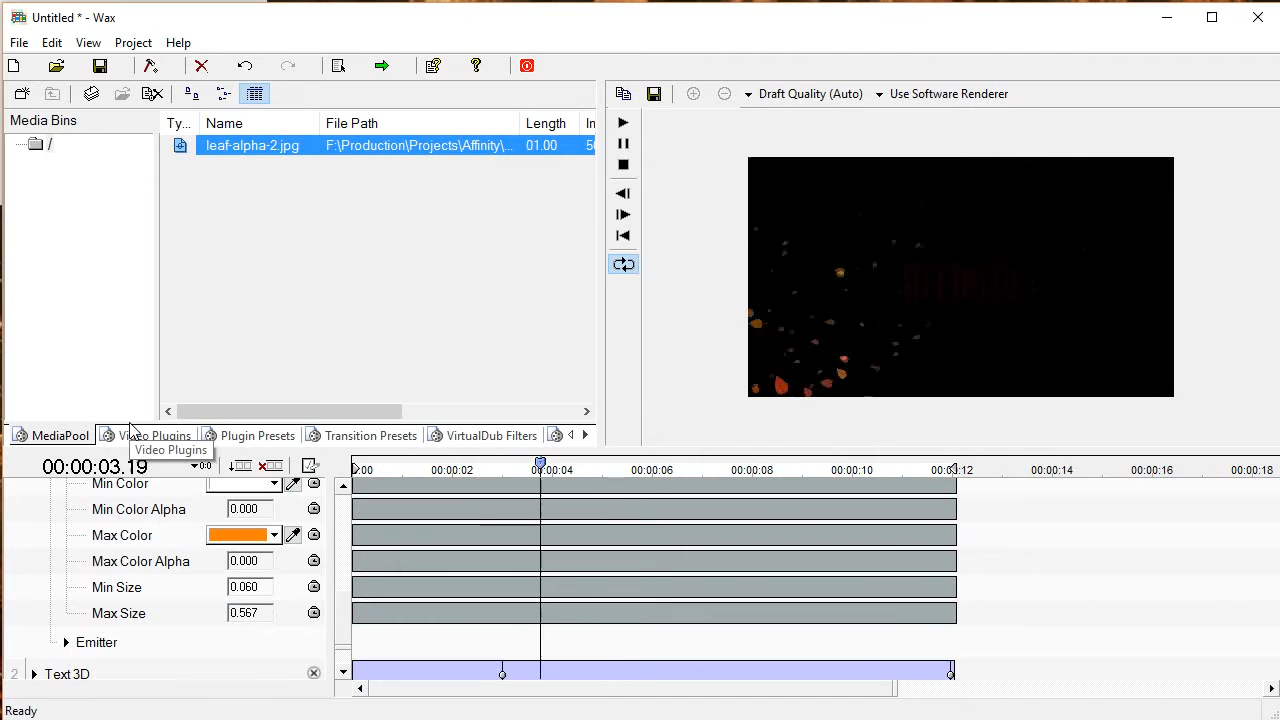 Untitled * - Wax
File Edit View Project Help
Draft Quality (Auto) Use Software Renderer
Media Bins
/
Ty... Name File Path Length In
leaf-alpha-2.jpg F:\Production\Projects\Affinity\... 01.00 50
MediaPool Video Plugins Plugin Presets Transition Presets VirtualDub Filters
Video Plugins
00:00:03.19
:00 00:00:02 00:00:04 00:00:06 00:00:08 00:00:10 00:00:12 00:00:14 00:00:16 00:00:18
Min Color
Min Color Alpha 0.000
Max Color
Max Color Alpha 0.000
Min Size 0.060
Max Size 0.567
Emitter
2 Text 3D
Ready